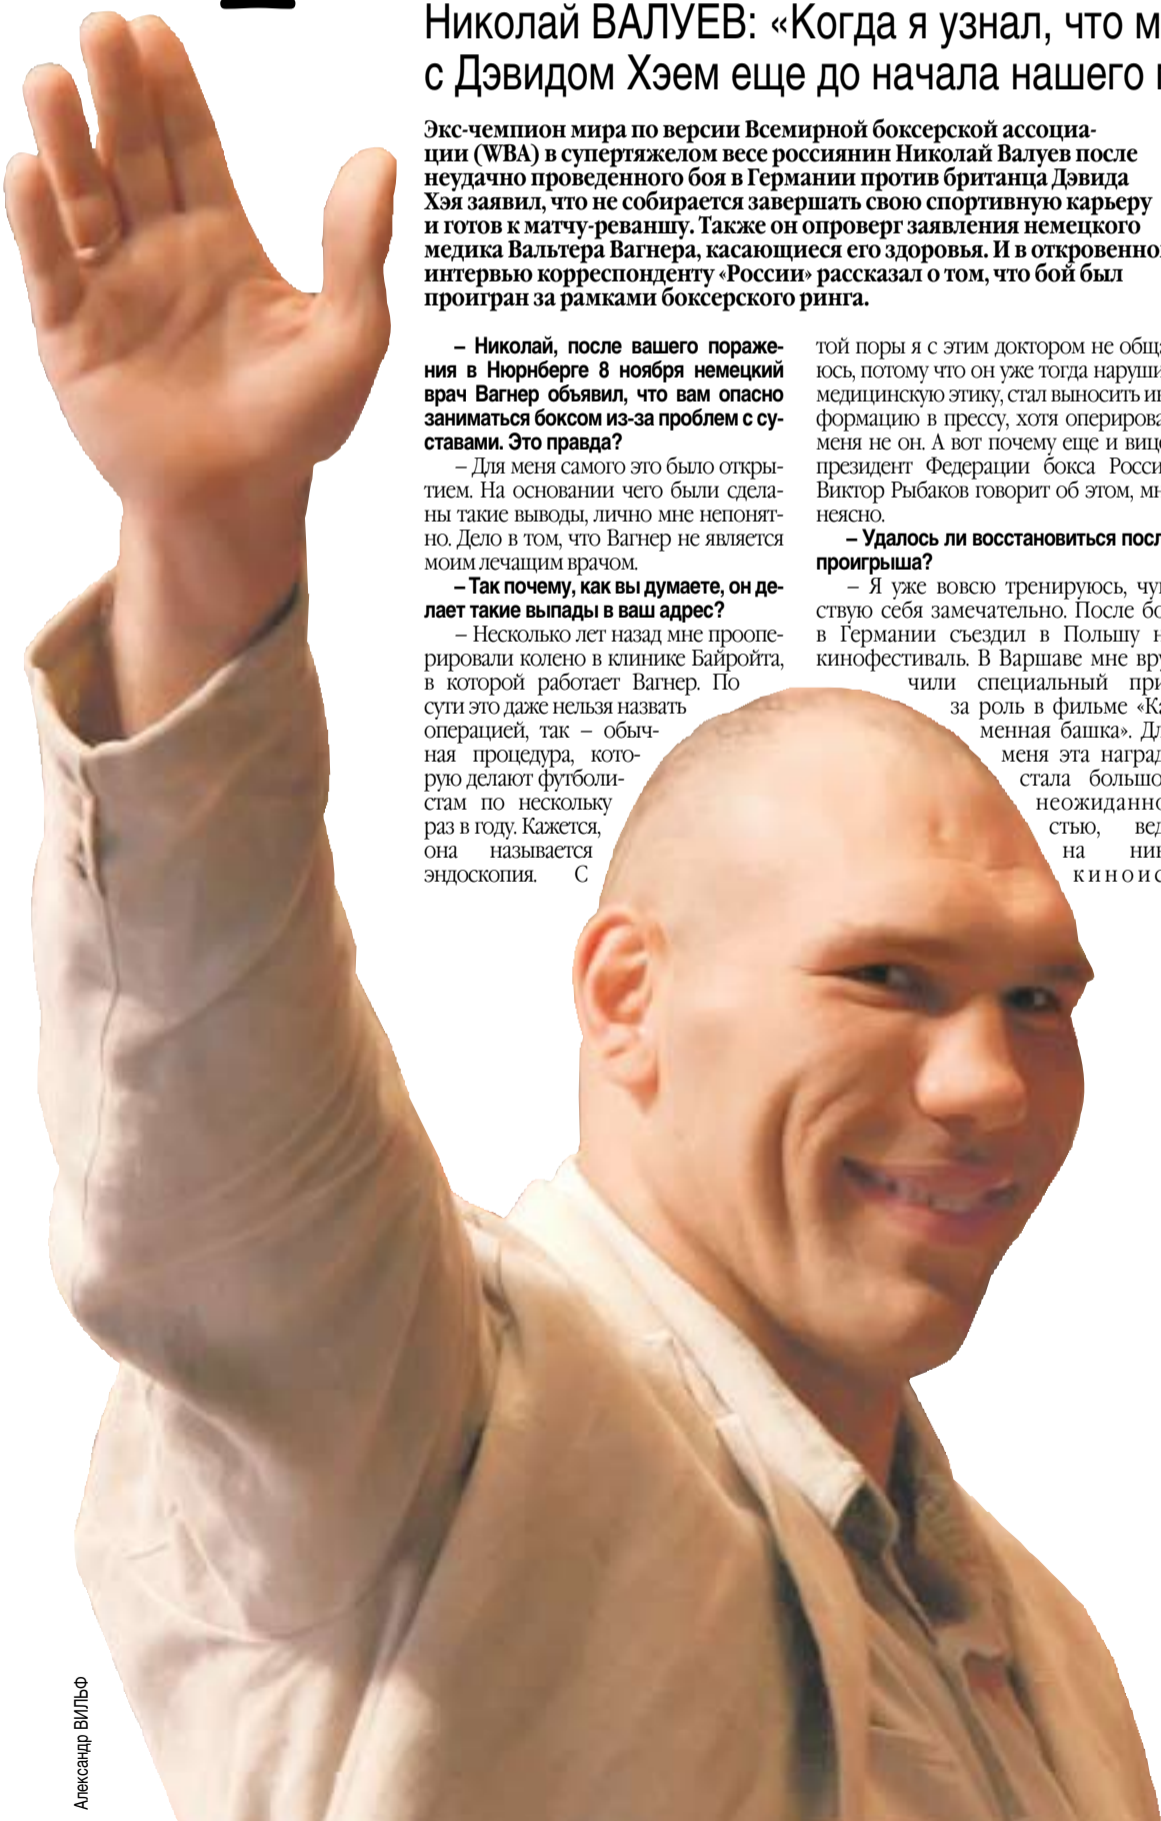 Николай ВАЛУЕВ: «Когда я узнал, что
с Дэвидом Хэем еще до начала нашего
Экс-чемпион мира по версии Всемирной боксерской ассоциа-
ции (WBA) в супертяжелом весе россиянин Николай Валуев после
неудачно проведенного боя в Германии против британца Дэвида
Хэя заявил, что не собирается завершать свою спортивную карьеру
и готов к матчу-реваншу. Также он опроверг заявления немецкого
медика Вальтера Вагнера, касающиеся его здоровья. И в откровенно
интервью корреспонденту «России» рассказал о том, что бой был
проигран за рамками боксерского ринга.
– Николай, после вашего пораже-
ния в Нюрнберге 8 ноября немецкий
врач Вагнер объявил, что вам опасно
заниматься боксом из-за проблем с су-
ставами. Это правда?
– Для меня самого это было откры-
тием. На основании чего были сдела-
ны такие выводы, лично мне непонят-
но. Дело в том, что Вагнер не является
моим лечащим врачом.
– Так почему, как вы думаете, он де-
лает такие выпады в ваш адрес?
– Несколько лет назад мне проопе-
рировали колено в клинике Байройта,
в которой работает Вагнер. По
сути это даже нельзя назвать
операцией, так – обыч-
ная процедура, кото-
рую делают футболи-
стам по нескольку
раз в году. Кажется,
она называется
эндоскопия. С
той поры я с этим доктором не обща
юсь, потому что он уже тогда наруши
медицинскую этику, стал выносить ин
формацию в прессу, хотя оперирова
меня не он. А вот почему еще и вице
президент Федерации бокса Росси
Виктор Рыбаков говорит об этом, мн
неясно.
– Удалось ли восстановиться посл
проигрыша?
– Я уже вовсю тренируюсь, чув
ствую себя замечательно. После бо
в Германии съездил в Польшу н
кинофестиваль. В Варшаве мне вру
чили специальный при
за роль в фильме «Ка
менная башка». Дл
меня эта наград
стала большо
неожиданно
стью, вед
на ни
киноис
Александр ВИЛЬФ